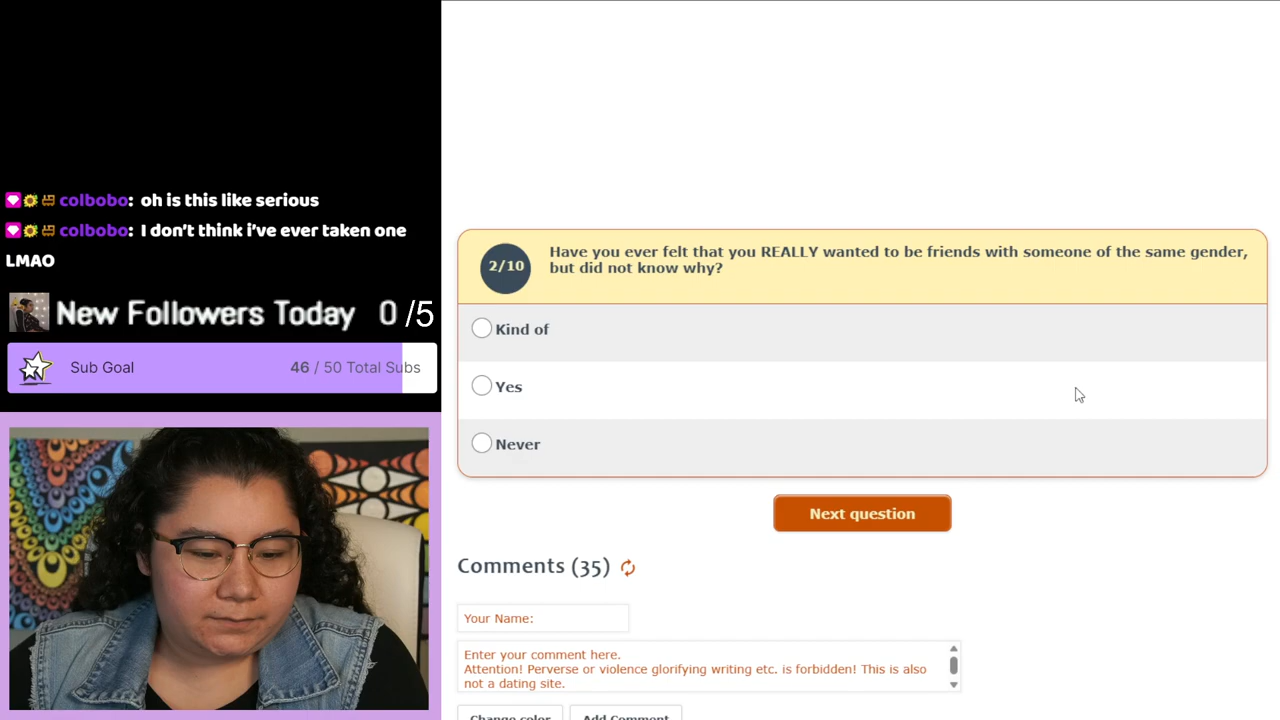 colbobo: oh is this like serious
colbobo: I don't think i've ever taken one
LMAO
New Followers Today 0 /5
Sub Goal 46 / 50 Total Subs
2/10
Have you ever felt that you REALLY wanted to be friends with someone of the same gender,
but did not know why?
Kind of
Yes
Never
Next question
Comments (35)
Your Name:
Enter your comment here.
Attention! Perverse or violence glorifying writing etc. is forbidden! This is also
not a dating site.
Change color Add Comment